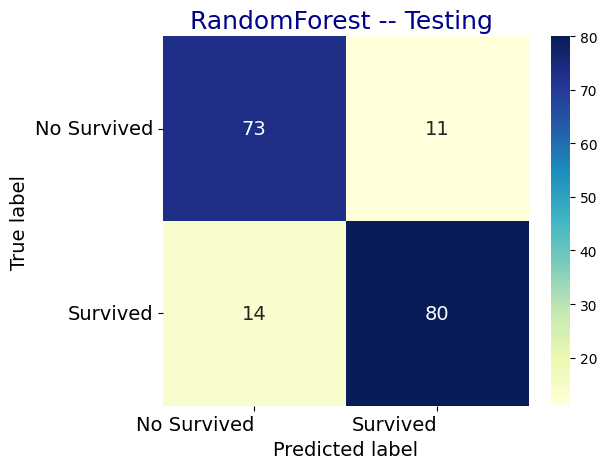 RandomForest -- Testing
True label
No Survived
73
11
Survived
14
80
No Survived
Survived
Predicted label
80
70
60
50
40
30
20